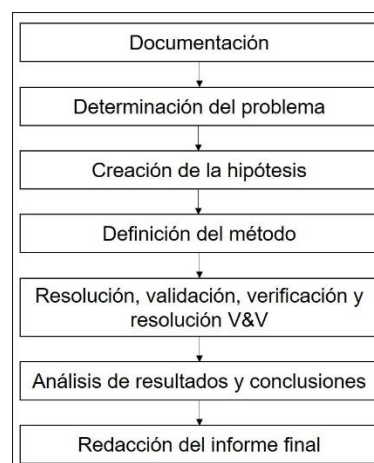 Documentación
Determinación del problema
Creación de la hipótesis
Definición del método
Resolución, validación, verificación y
resolución V&V
Análisis de resultados y conclusiones
Redacción del informe final